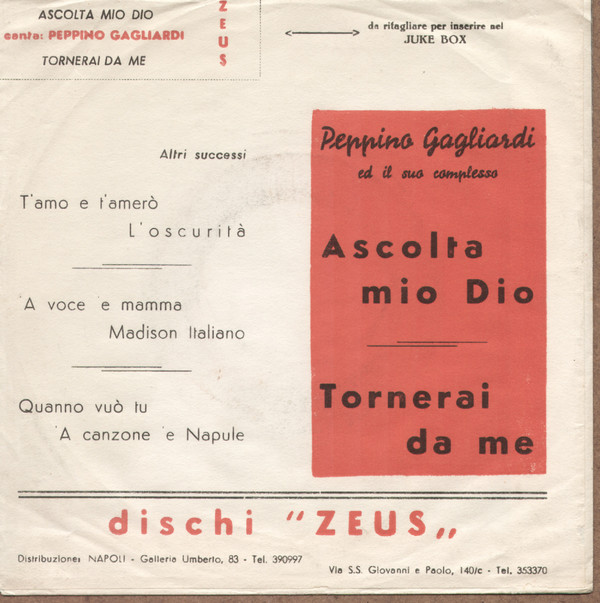 ASCOLTA MIO DIO
canta: PEPPINO GAGLIARDI
TORNERAI DA ME
ZEUS
da ritagliare per inserire nel
JUKE BOX
Altri successi
T'amo e t'amerò
L'oscurità
'A voce 'e mamma
Madison Italiano
Quanno vuò tu
'A canzone 'e Napule
Peppino Gagliardi
ed il suo complesso
Ascolta
mio Dio
Tornerai
da me
dischi "ZEUS„
Distribuzione: NAPOLI - Galleria Umberto, 83 - Tel. 390997
Via S.S. Giovanni e Paolo, 140/c - Tel. 353370